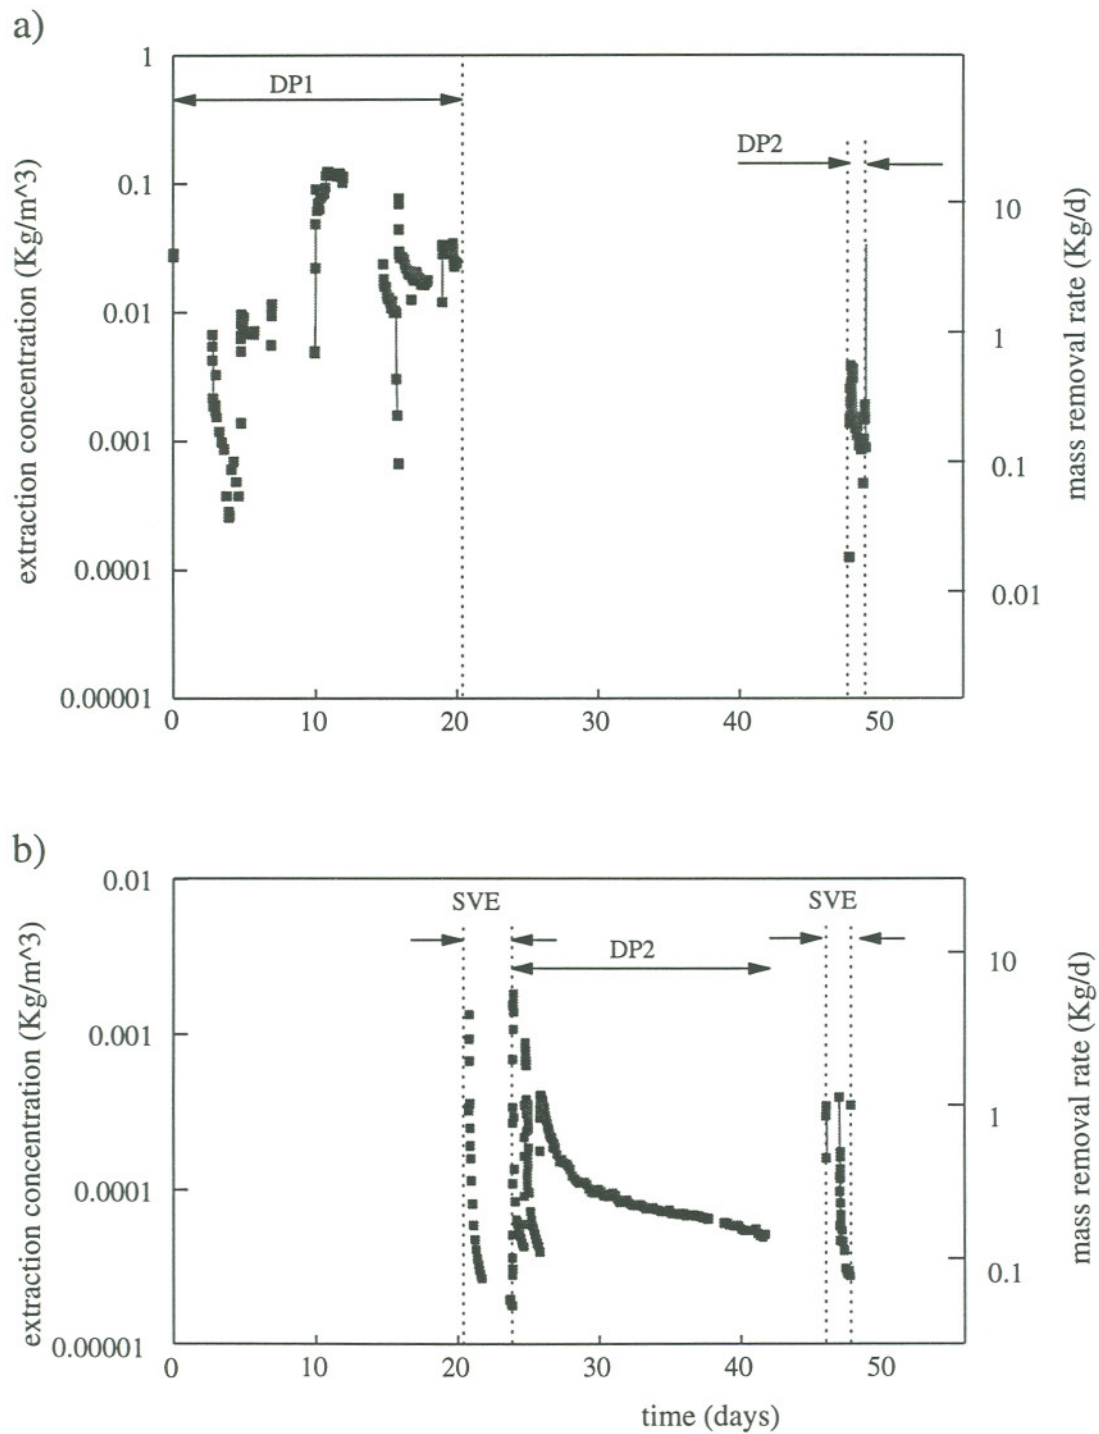 a)
1
DP1
DP2
0.1
10
0.01
1
0.001
0.1
0.0001
0.01
0.00001
extraction concentration (Kg/m^3)
mass removal rate (Kg/d)
0 10 20 30 40 50
b)
0.01
SVE
SVE
DP2
10
0.001
1
0.0001
0.1
0.00001
extraction concentration (Kg/m^3)
mass removal rate (Kg/d)
0 10 20 30 40 50
time (days)